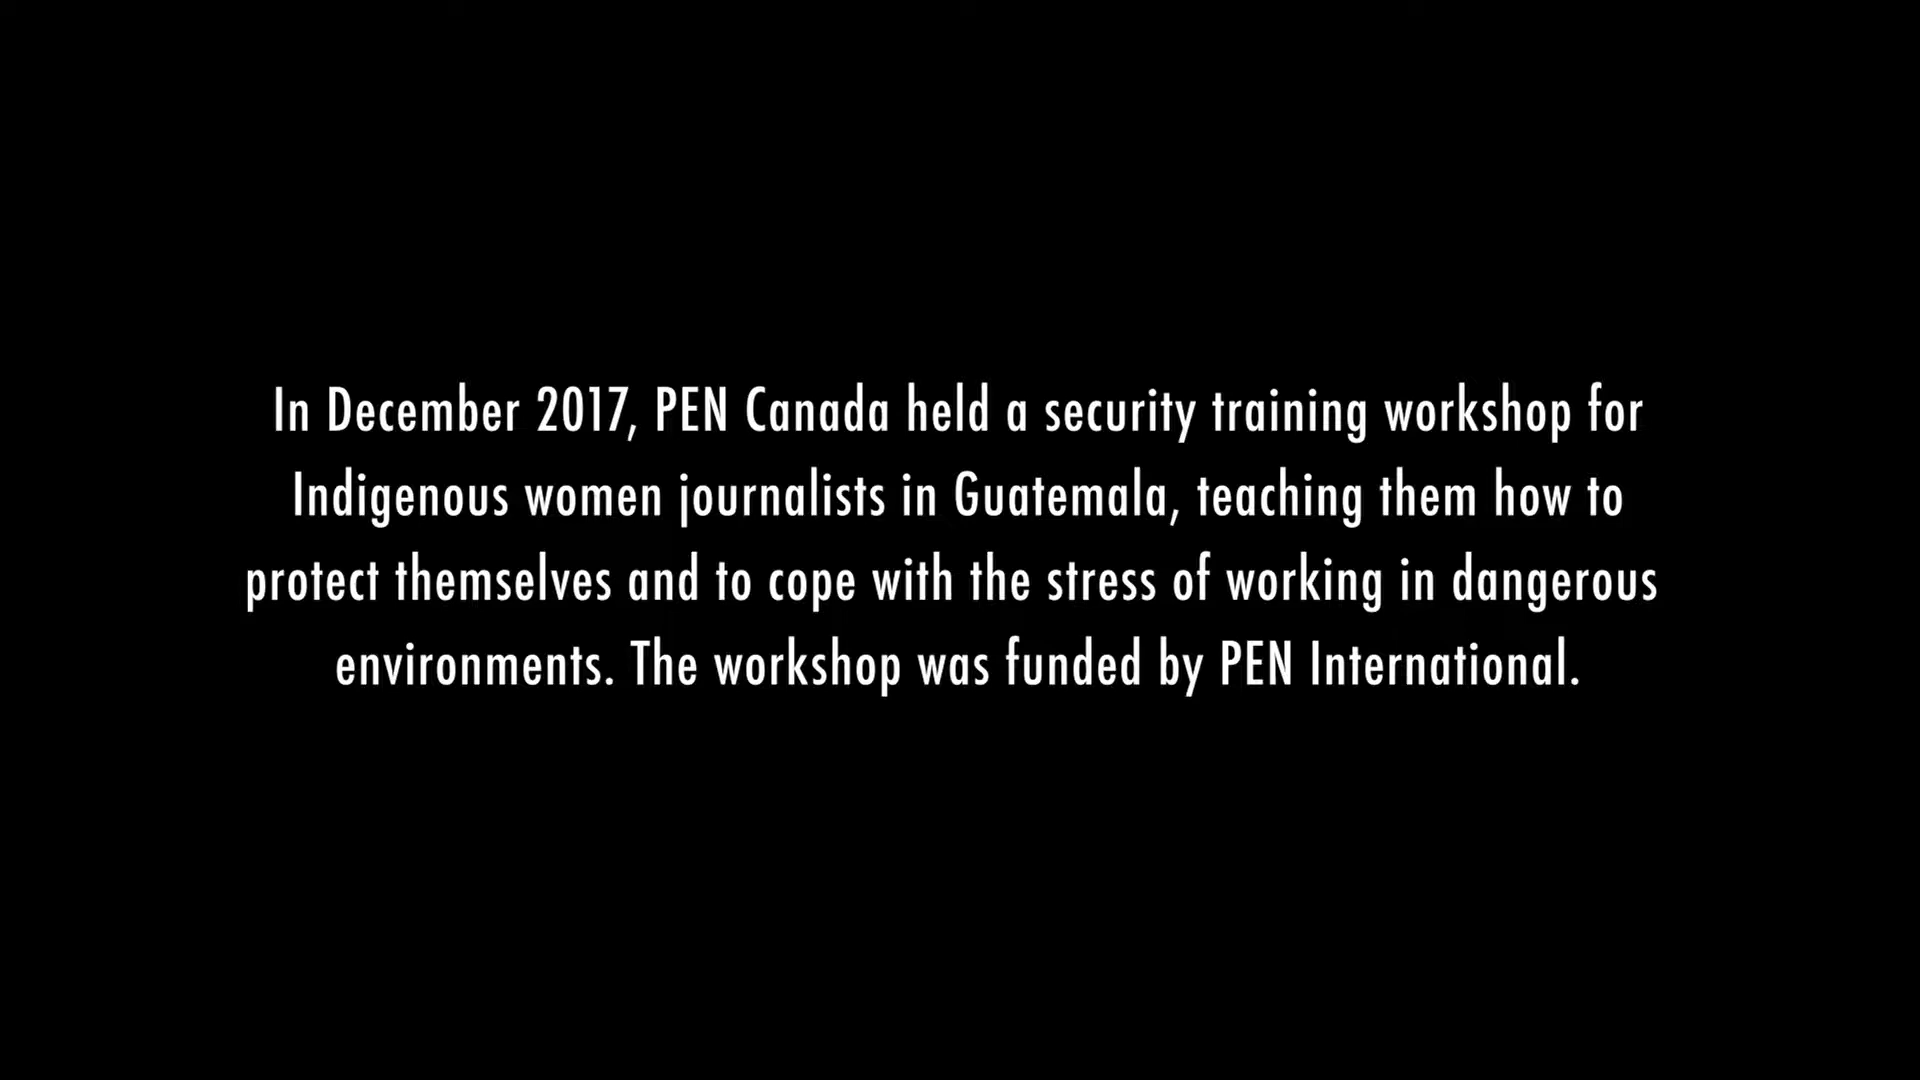 In December 2017, PEN Canada held a security training workshop for
Indigenous women journalists in Guatemala, teaching them how to
protect themselves and to cope with the stress of working in dangerous
environments. The workshop was funded by PEN International.